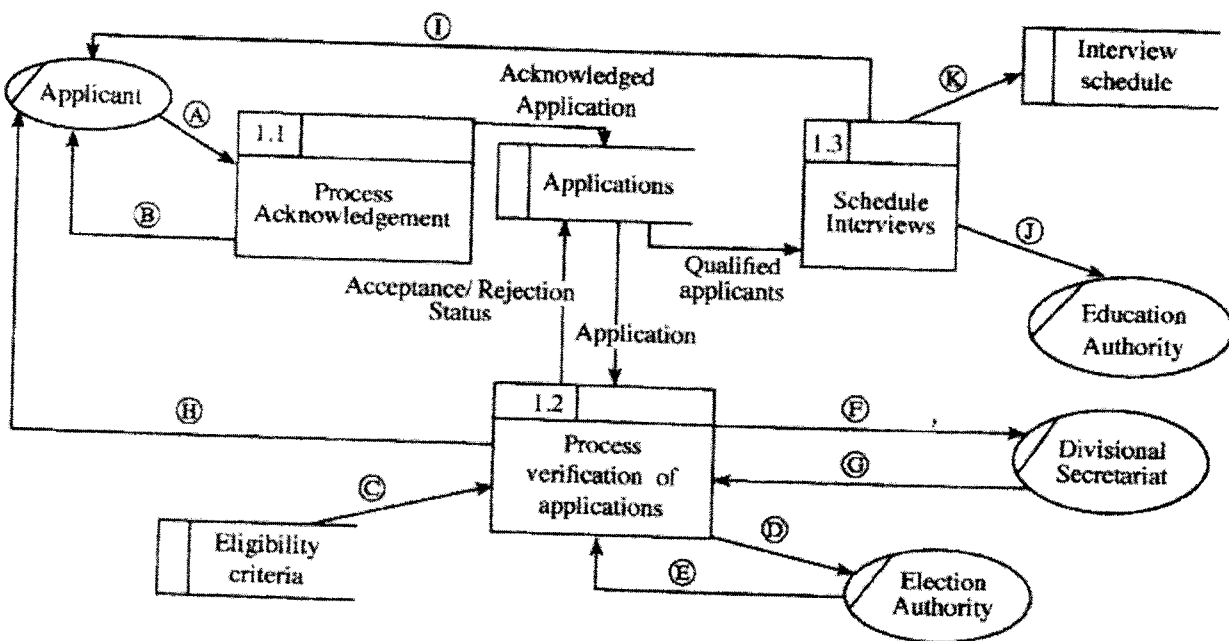 Ⓘ
Applicant
Ⓐ
Acknowledged
Application
Ⓚ
Interview
schedule
1.1
Process
Acknowledgement
Applications
1.3
Schedule
Interviews
Ⓑ
Ⓙ
Acceptance/ Rejection
Status
Qualified
applicants
Application
Education
Authority
Ⓗ
1.2
Process
verification of
applications
Ⓕ
Ⓖ
Divisional
Secretariat
Ⓒ
Eligibility
criteria
Ⓓ
Ⓔ
Election
Authority